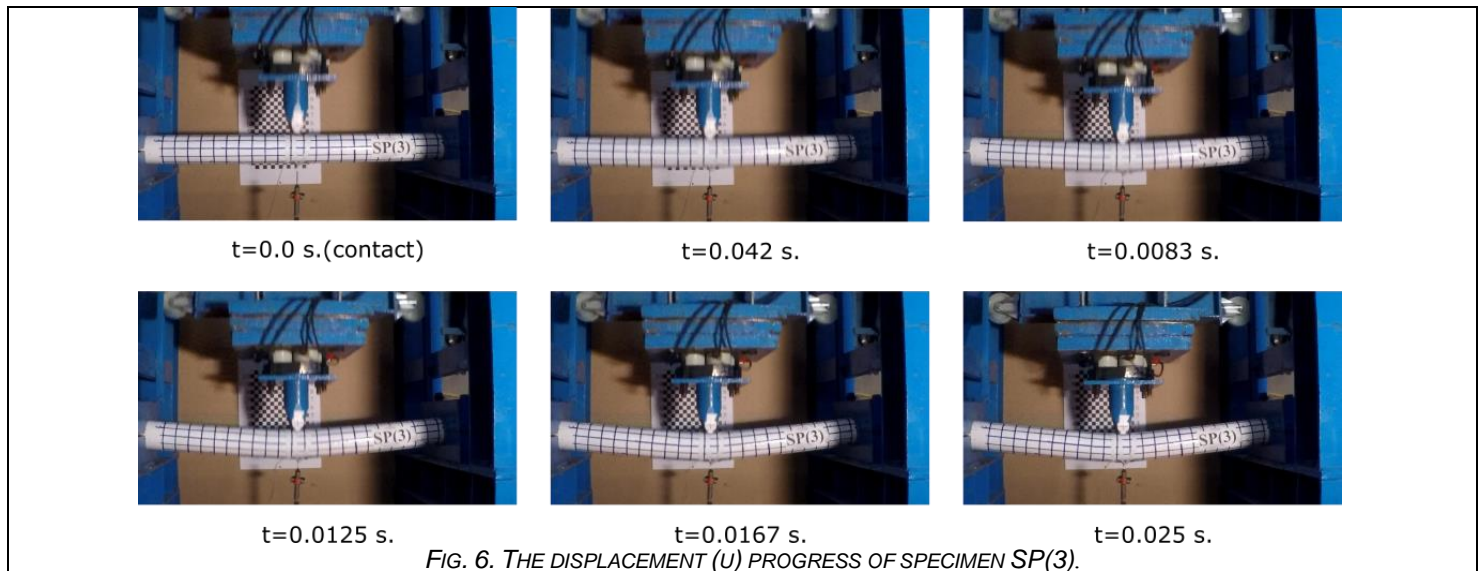 SP(3)
SP(3)
SP(3)
t=0.0 s.(contact)
t=0.042 s.
t=0.0083 s.
SP(3)
SP(3)
SP(3)
t=0.0125 s.
t=0.0167 s.
t=0.025 s.
FIG. 6. THE DISPLACEMENT (U) PROGRESS OF SPECIMEN SP(3).